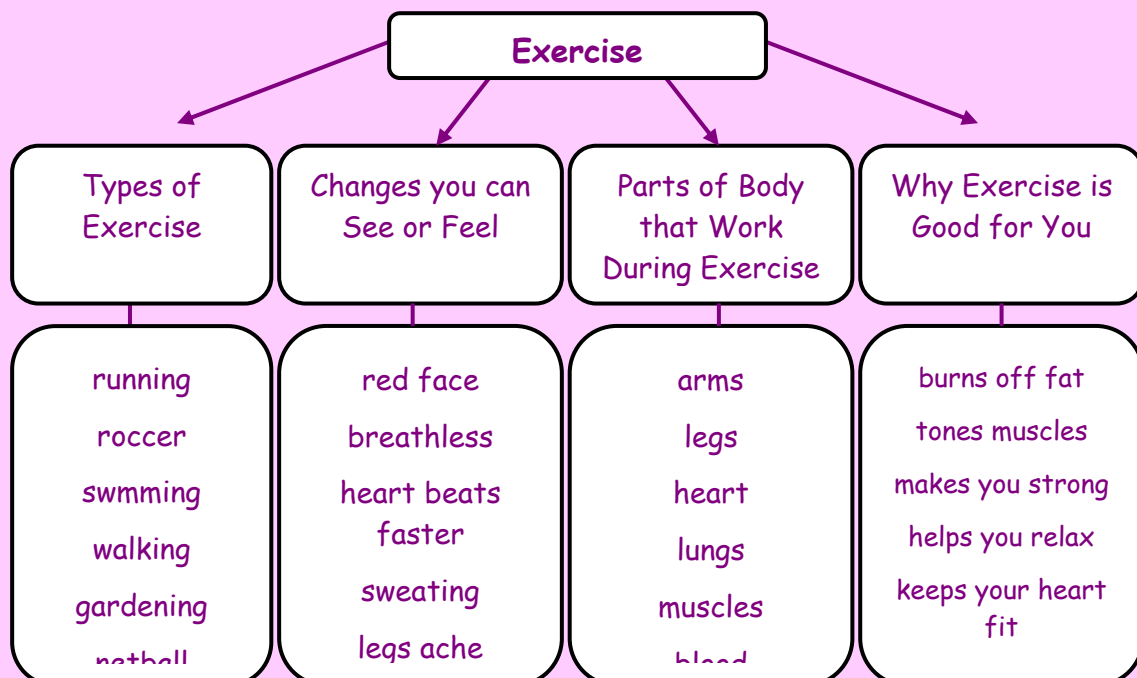 Exercise
Types of
Exercise
Changes you can
See or Feel
Parts of Body
that Work
During Exercise
Why Exercise is
Good for You
running
roccer
swmming
walking
gardening
netball
red face
breathless
heart beats
faster
sweating
legs ache
arms
legs
heart
lungs
muscles
blood
burns off fat
tones muscles
makes you strong
helps you relax
keeps your heart
fit